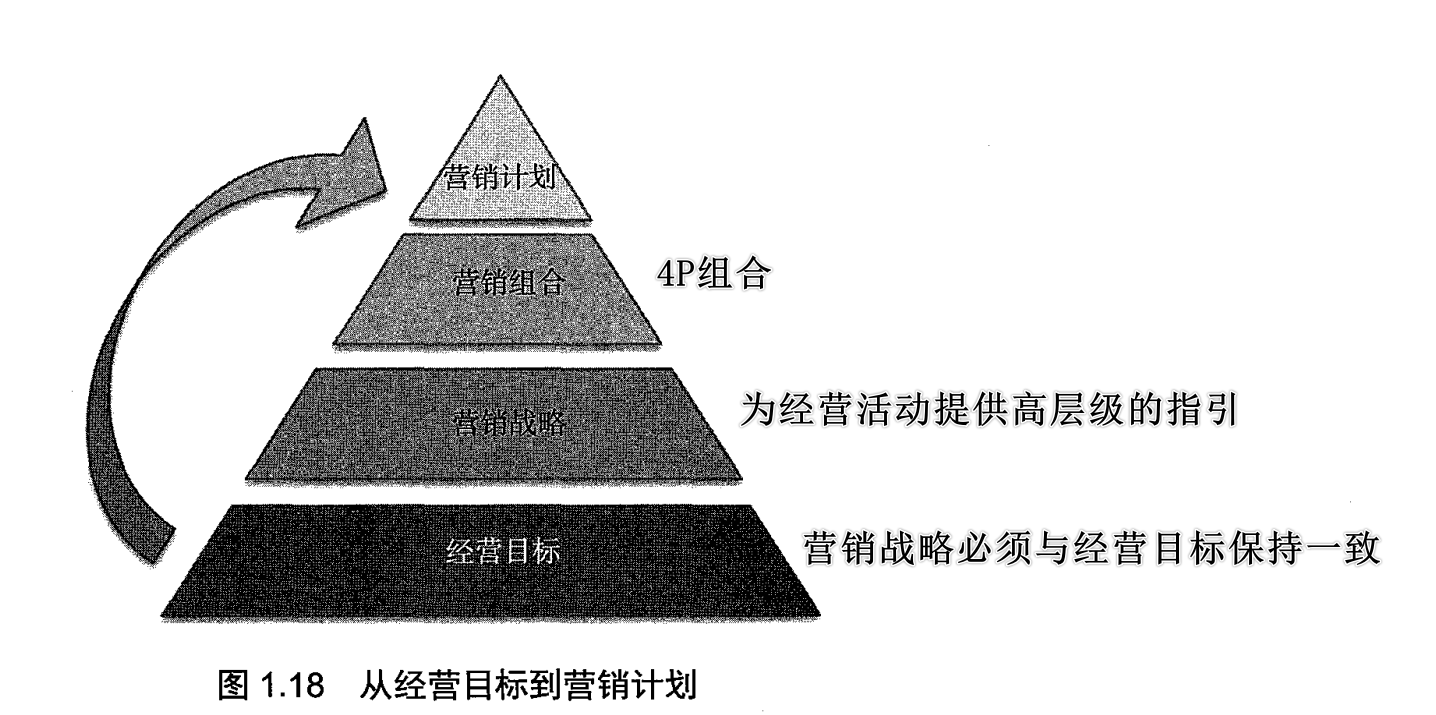 营销计划
营销组合
4P组合
营销战略
为经营活动提供高层级的指引
经营目标
营销战略必须与经营目标保持一致
图 1.18 从经营目标到营销计划